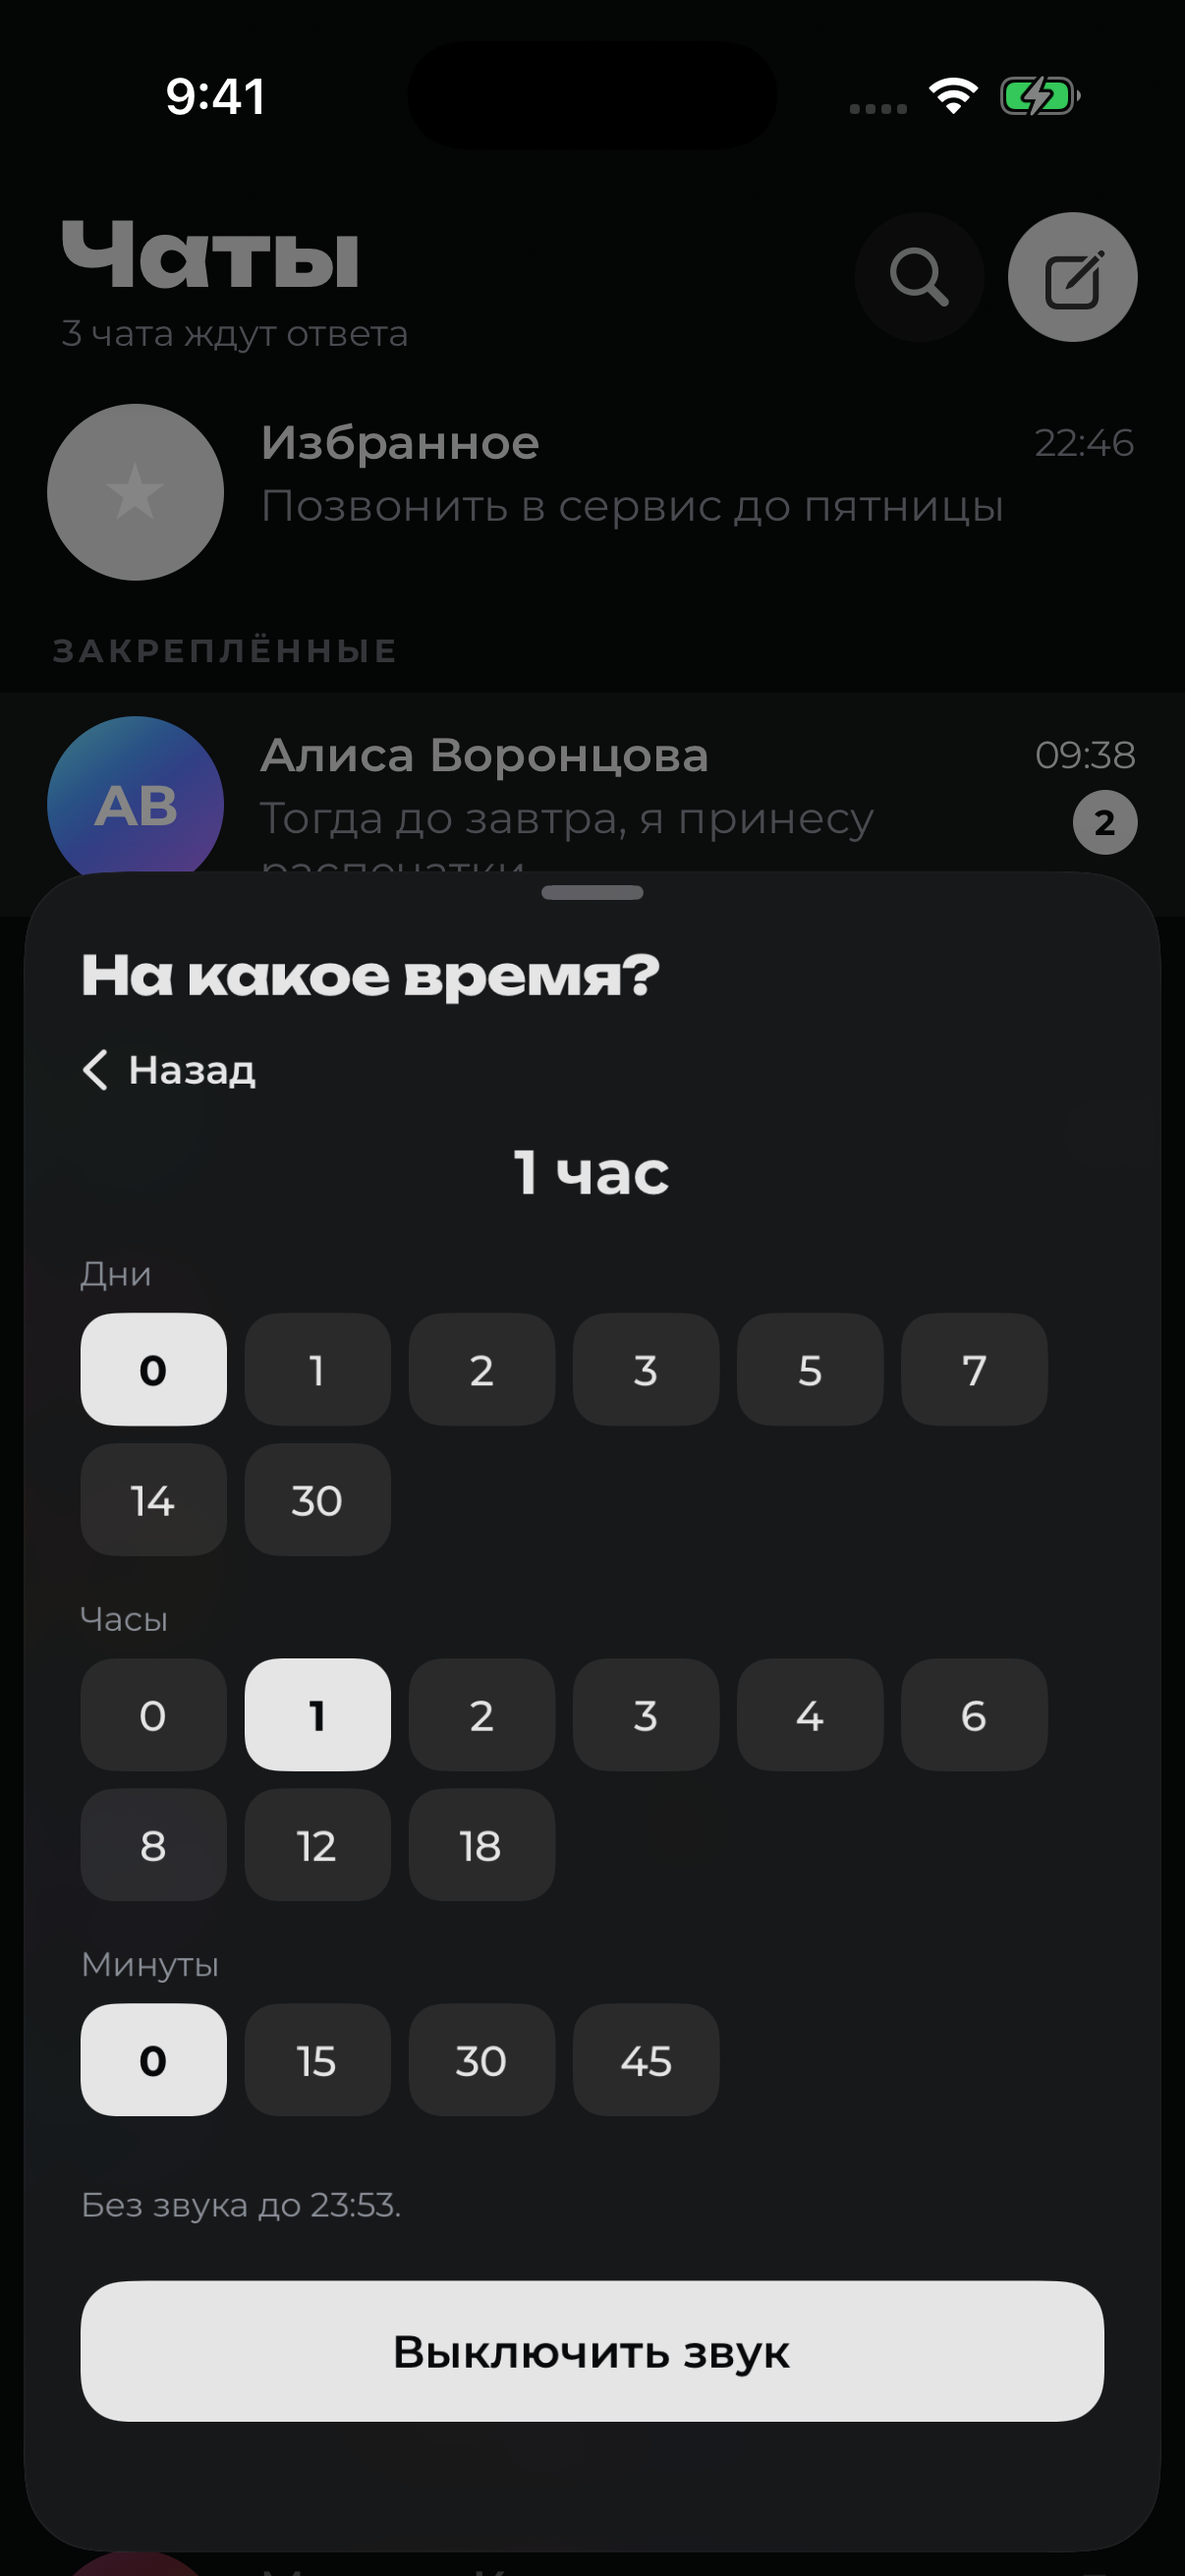 9:41
Чаты
3 чата ждут ответа
Избранное
22:46
Позвонить в сервис до пятницы
ЗАКРЕПЛЁННЫЕ
АВ
Алиса Воронцова
09:38
Тогда до завтра, я принесу
2
распечатки
На какое время?
Назад
1 час
Дни
0 1 2 3 5 7
14 30
Часы
0 1 2 3 4 6
8 12 18
Минуты
0 15 30 45
Без звука до 23:53.
Выключить звук